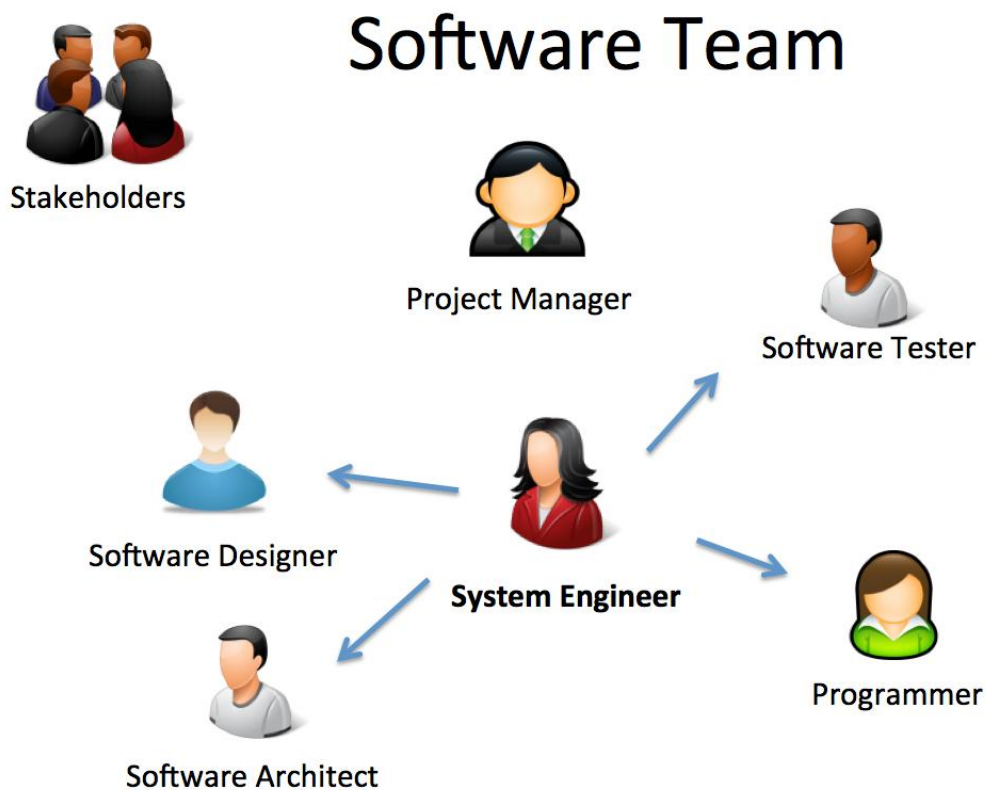 Software Team
Stakeholders
Project Manager
Software Tester
Software Designer
System Engineer
Programmer
Software Architect